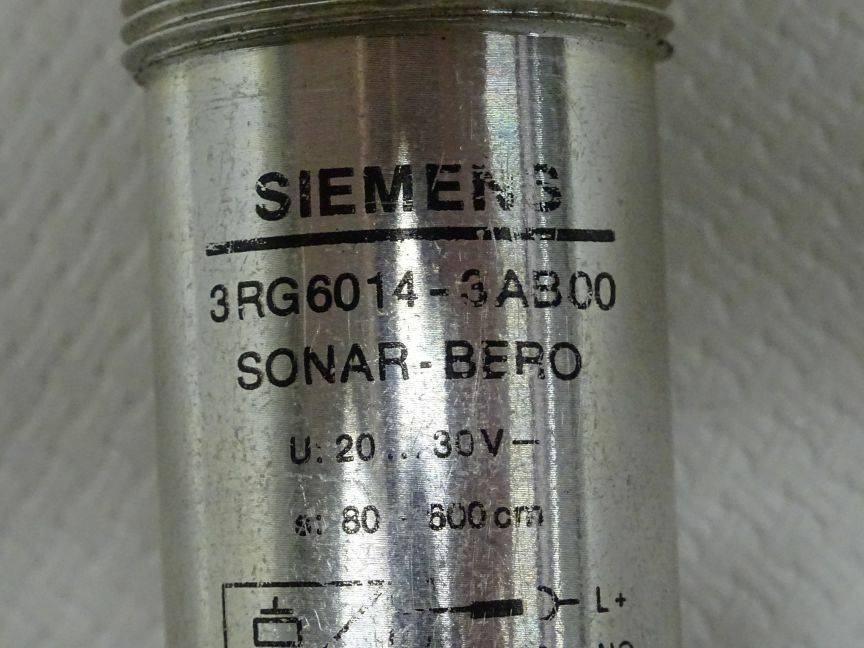 SIEMENS
3RG6014-3AB00
SONAR-BERO
U: 20...30V—
s: 80 - 600 cm
L+